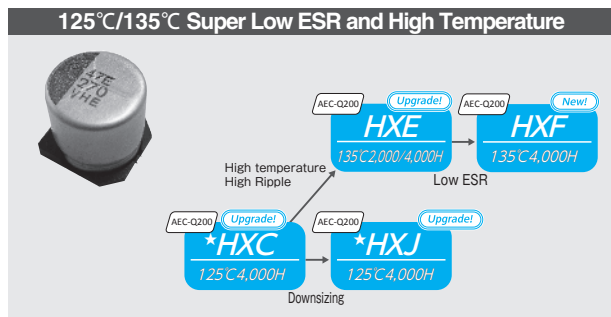 125℃/135℃ Super Low ESR and High Temperature
47E
270
VHE
AEC-Q200
Upgrade!
HXE
135℃2,000/4,000H
AEC-Q200
New!
HXF
135℃4,000H
High temperature
High Ripple
Low ESR
AEC-Q200
Upgrade!
★HXC
125℃4,000H
AEC-Q200
Upgrade!
★HXJ
125℃4,000H
Downsizing